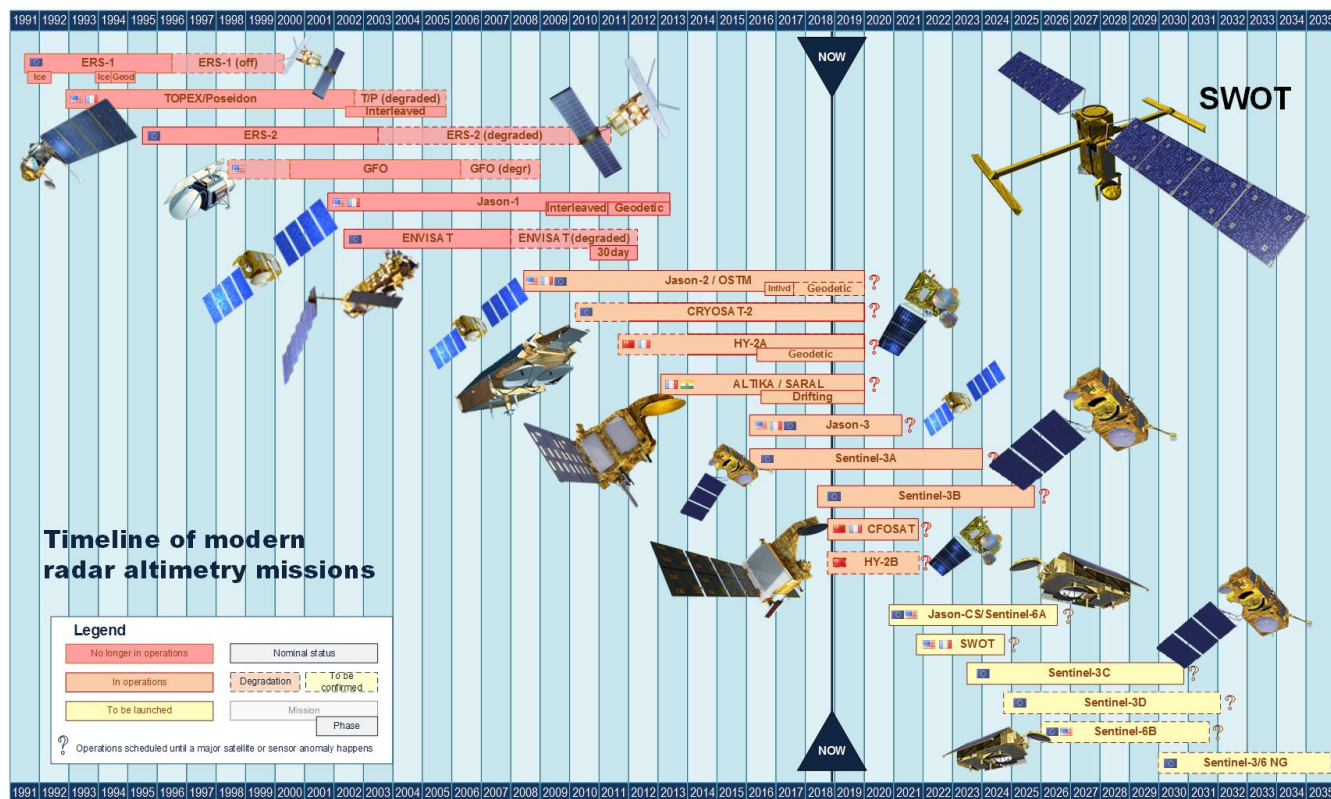 1991 1992 1993 1994 1995 1996 1997 1998 1999 2000 2001 2002 2003 2004 2005 2006 2007 2008 2009 2010 2011 2012 2013 2014 2015 2016 2017 2018 2019 2020 2021 2022 2023 2024 2025 2026 2027 2028 2029 2030 2031 2032 2033 2034 2035
NOW
ERS-1 ERS-1 (off)
Ice Ice Geod
SWOT
TOPEX/Poseidon T/P (degraded)
Interleaved
ERS-2 ERS-2 (degraded)
GFO GFO (degr)
Jason-1
Interleaved Geodetic
ENVISAT ENVISAT (degraded)
30day
Jason-2 / OSTM ?
Intlvd Geodetic
CRYOSAT-2 ?
HY-2A ?
Geodetic
ALTIKA / SARAL ?
Drifting
Jason-3 ?
Sentinel-3A ?
Sentinel-3B ?
CFOSAT ?
HY-2B ?
Timeline of modern
radar altimetry missions
Jason-CS/Sentinel-6A ?
SWOT ?
Sentinel-3C ?
Sentinel-3D ?
Sentinel-6B ?
Sentinel-3/6 NG
Legend
No longer in operations Nominal status
In operations Degradation To be
confirmed
To be launched Mission
Phase
? Operations scheduled until a major satellite or sensor anomaly happens
NOW
1991 1992 1993 1994 1995 1996 1997 1998 1999 2000 2001 2002 2003 2004 2005 2006 2007 2008 2009 2010 2011 2012 2013 2014 2015 2016 2017 2018 2019 2020 2021 2022 2023 2024 2025 2026 2027 2028 2029 2030 2031 2032 2033 2034 2035